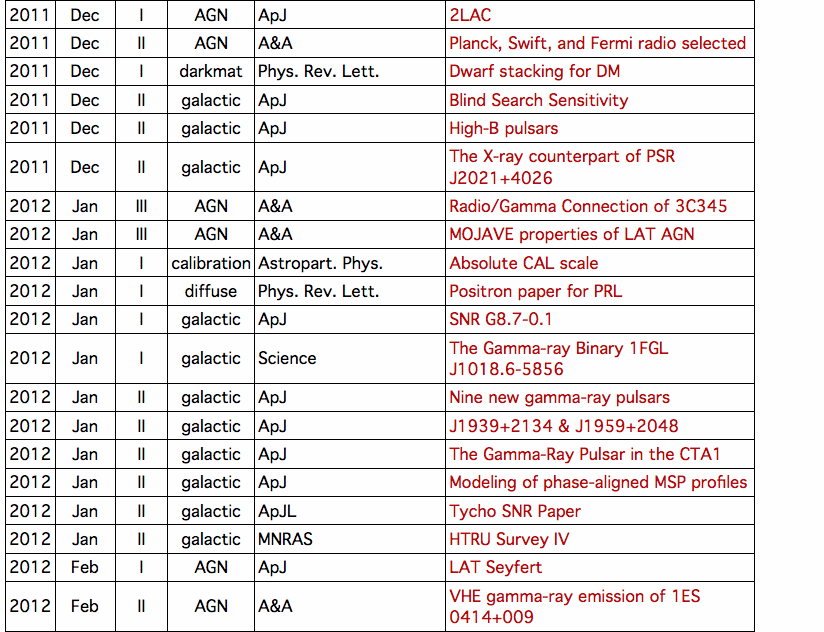 2011 Dec I AGN ApJ 2LAC
2011 Dec II AGN A&A Planck, Swift, and Fermi radio selected
2011 Dec I darkmat Phys. Rev. Lett. Dwarf stacking for DM
2011 Dec II galactic ApJ Blind Search Sensitivity
2011 Dec II galactic ApJ High-B pulsars
2011 Dec II galactic ApJ The X-ray counterpart of PSR
J2021+4026
2012 Jan III AGN A&A Radio/Gamma Connection of 3C345
2012 Jan III AGN A&A MOJAVE properties of LAT AGN
2012 Jan I calibration Astropart. Phys. Absolute CAL scale
2012 Jan I diffuse Phys. Rev. Lett. Positron paper for PRL
2012 Jan I galactic ApJ SNR G8.7-0.1
2012 Jan I galactic Science The Gamma-ray Binary 1FGL
J1018.6-5856
2012 Jan II galactic ApJ Nine new gamma-ray pulsars
2012 Jan II galactic ApJ J1939+2134 & J1959+2048
2012 Jan II galactic ApJ The Gamma-Ray Pulsar in the CTA1
2012 Jan II galactic ApJ Modeling of phase-aligned MSP profiles
2012 Jan II galactic ApJL Tycho SNR Paper
2012 Jan II galactic MNRAS HTRU Survey IV
2012 Feb I AGN ApJ LAT Seyfert
2012 Feb II AGN A&A VHE gamma-ray emission of 1ES
0414+009